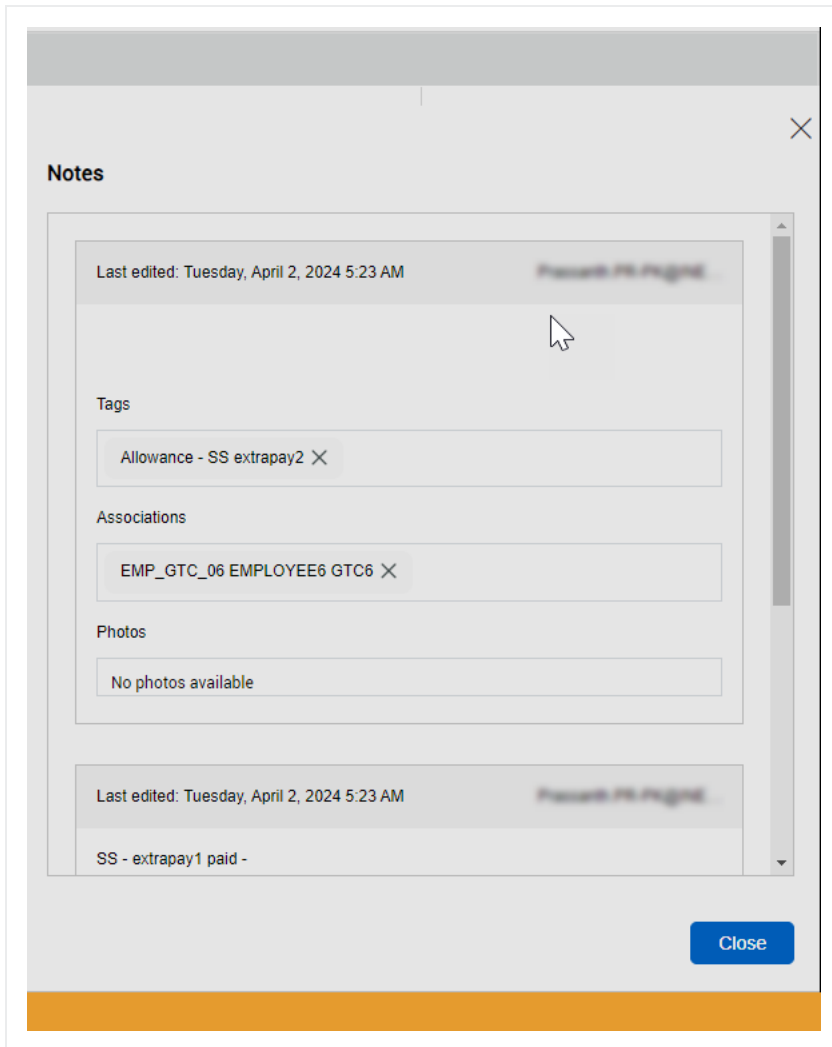 Notes
Last edited: Tuesday, April 2, 2024 5:23 AM
Tags
Allowance - SS extrapay2
Associations
EMP_GTC_06 EMPLOYEE6 GTC6
Photos
No photos available
Last edited: Tuesday, April 2, 2024 5:23 AM
SS - extrapay1 paid -
Close